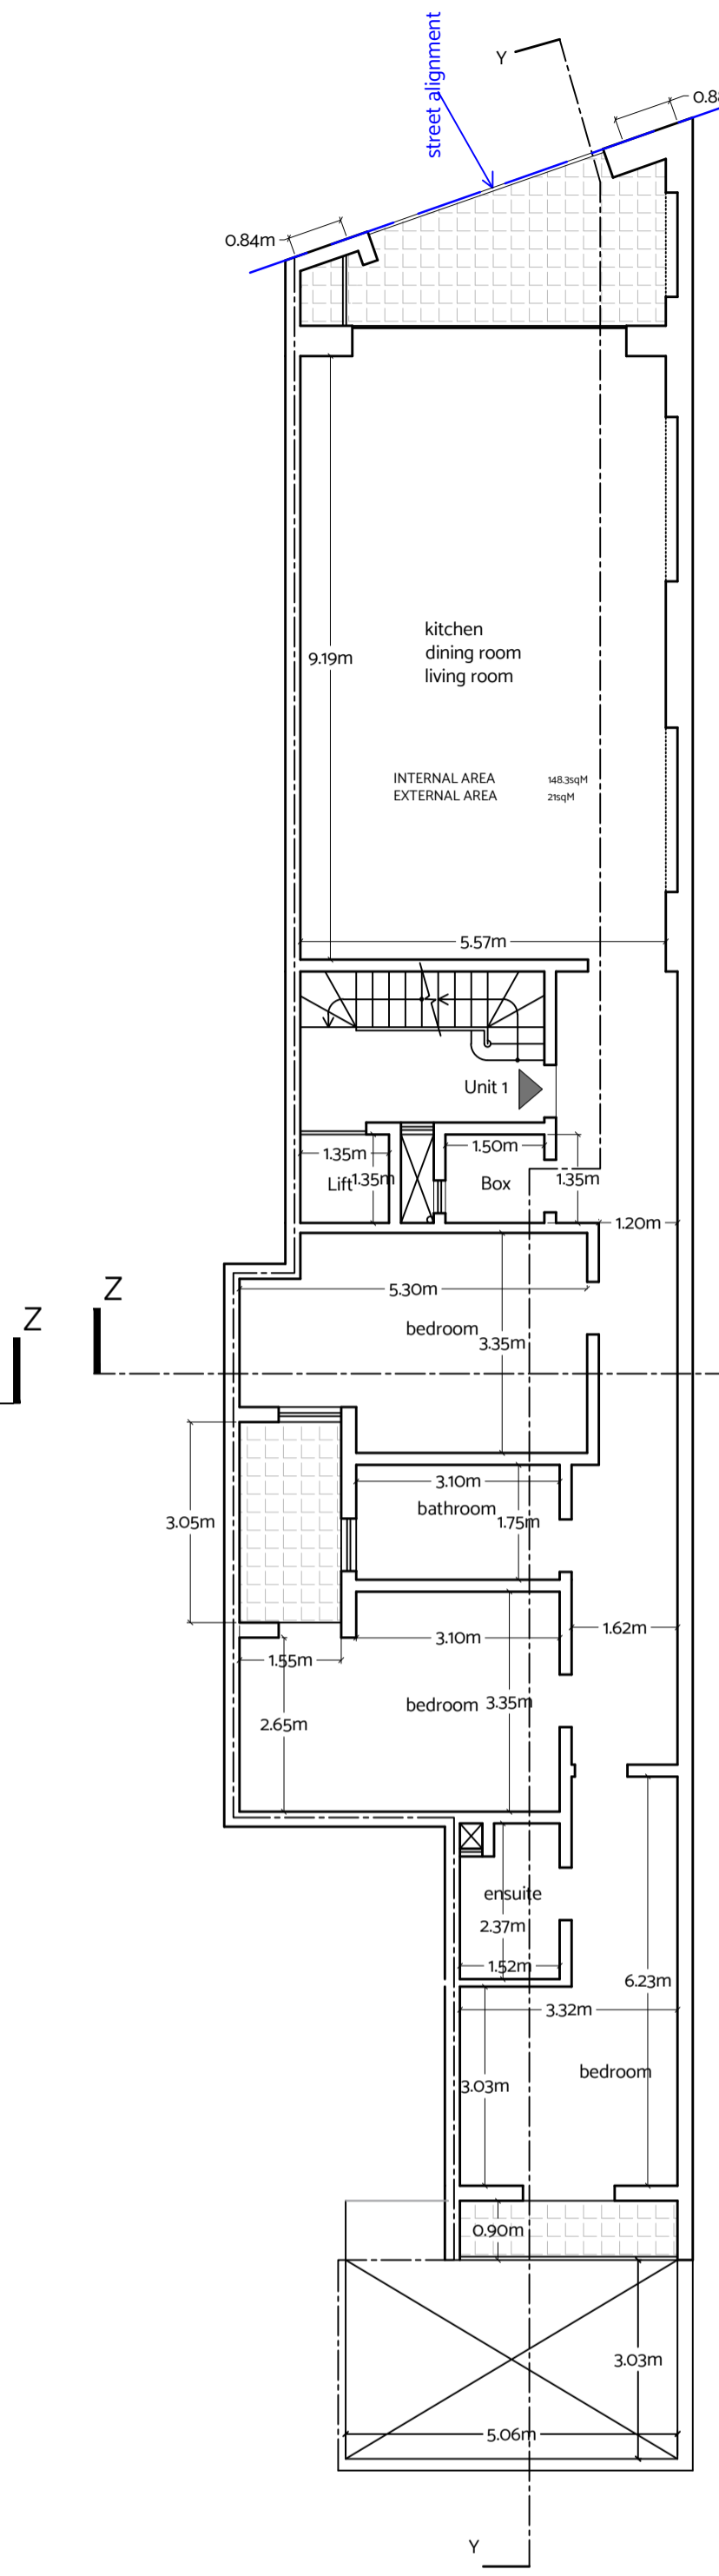 street alignment
Y
0.84m
9.19m
kitchen
dining room
living room
INTERNAL AREA 148.3sqM
EXTERNAL AREA 21sqM
5.57m
Unit 1
1.35m
1.50m
Lift
1.35m
Box
1.35m
1.20m
Z
Z
5.30m
bedroom
3.35m
3.10m
bathroom
1.75m
3.05m
3.10m
1.62m
1.55m
bedroom
3.35m
2.65m
ensuite
2.37m
1.52m
6.23m
3.32m
bedroom
3.03m
0.90m
3.03m
5.06m
Y